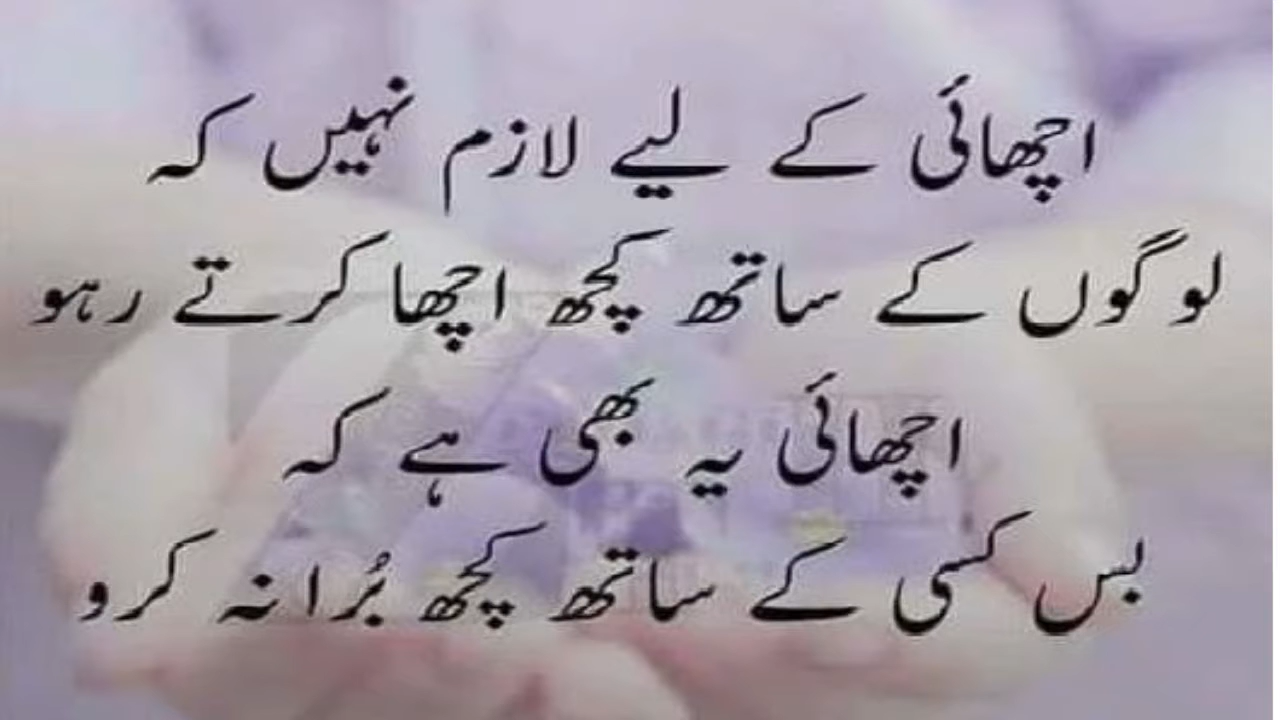 اچھائی کے لیے لازم نہیں کہ
لوگوں کے ساتھ کچھ اچھا کرتے رہو
اچھائی یہ بھی ہے کہ
بس کسی کے ساتھ کچھ بُرا نہ کرو